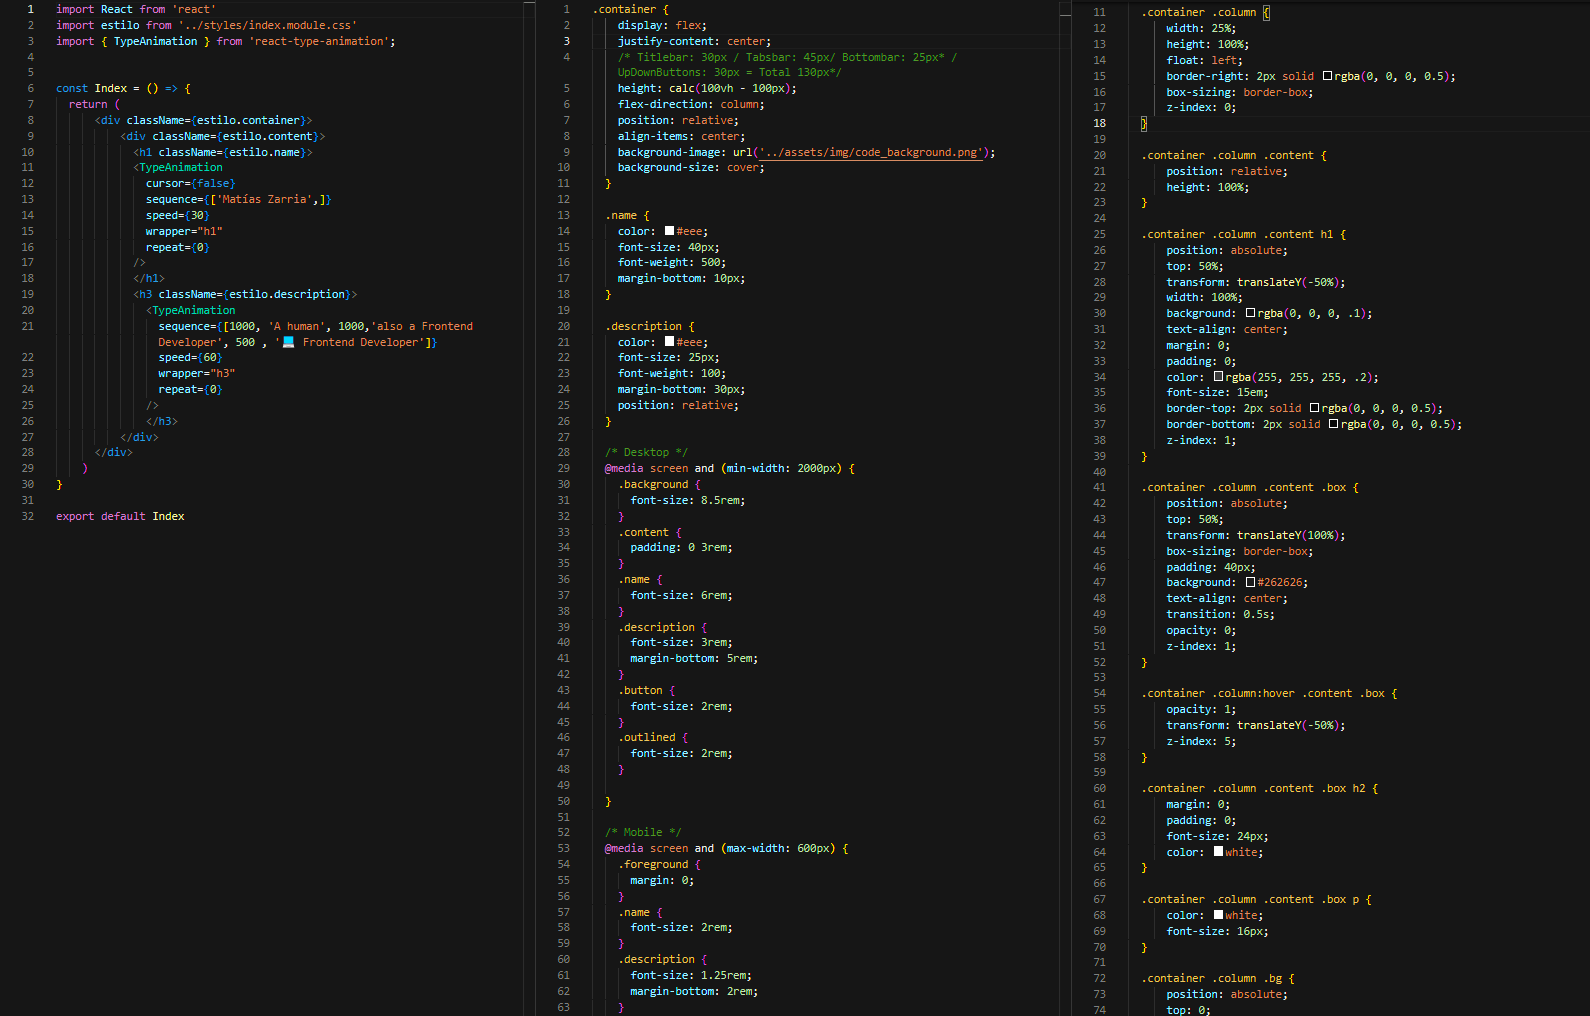 1 import React from 'react'
2 import estilo from '../styles/index.module.css'
3 import { TypeAnimation } from 'react-type-animation';
4
5
6 const Index = () => {
7 return (
8 <div className={estilo.container}>
9 <div className={estilo.content}>
10 <h1 className={estilo.name}>
11 <TypeAnimation
12 cursor={false}
13 sequence={['Matías Zarria',]}
14 speed={30}
15 wrapper="h1"
16 repeat={0}
17 />
18 </h1>
19 <h3 className={estilo.description}>
20 <TypeAnimation
21 sequence={[1000, 'A human', 1000,'also a Frontend
Developer', 500 , '💻 Frontend Developer']}
22 speed={60}
23 wrapper="h3"
24 repeat={0}
25 />
26 </h3>
27 </div>
28 </div>
29 )
30 }
31
32 export default Index
1 .container {
2 display: flex;
3 justify-content: center;
4 /* Titlebar: 30px / Tabsbar: 45px/ Bottombar: 25px* /
UpDownButtons: 30px = Total 130px*/
5 height: calc(100vh - 100px);
6 flex-direction: column;
7 position: relative;
8 align-items: center;
9 background-image: url('../assets/img/code_background.png');
10 background-size: cover;
11 }
12
13 .name {
14 color: #eee;
15 font-size: 40px;
16 font-weight: 500;
17 margin-bottom: 10px;
18 }
19
20 .description {
21 color: #eee;
22 font-size: 25px;
23 font-weight: 100;
24 margin-bottom: 30px;
25 position: relative;
26 }
27
28 /* Desktop */
29 @media screen and (min-width: 2000px) {
30 .background {
31 font-size: 8.5rem;
32 }
33 .content {
34 padding: 0 3rem;
35 }
36 .name {
37 font-size: 6rem;
38 }
39 .description {
40 font-size: 3rem;
41 margin-bottom: 5rem;
42 }
43 .button {
44 font-size: 2rem;
45 }
46 .outlined {
47 font-size: 2rem;
48 }
49
50 }
51
52 /* Mobile */
53 @media screen and (max-width: 600px) {
54 .foreground {
55 margin: 0;
56 }
57 .name {
58 font-size: 2rem;
59 }
60 .description {
61 font-size: 1.25rem;
62 margin-bottom: 2rem;
63 }
11 .container .column {
12 width: 25%;
13 height: 100%;
14 float: left;
15 border-right: 2px solid rgba(0, 0, 0, 0.5);
16 box-sizing: border-box;
17 z-index: 0;
18 }
19
20 .container .column .content {
21 position: relative;
22 height: 100%;
23 }
24
25 .container .column .content h1 {
26 position: absolute;
27 top: 50%;
28 transform: translateY(-50%);
29 width: 100%;
30 background: rgba(0, 0, 0, .1);
31 text-align: center;
32 margin: 0;
33 padding: 0;
34 color: rgba(255, 255, 255, .2);
35 font-size: 15em;
36 border-top: 2px solid rgba(0, 0, 0, 0.5);
37 border-bottom: 2px solid rgba(0, 0, 0, 0.5);
38 z-index: 1;
39 }
40
41 .container .column .content .box {
42 position: absolute;
43 top: 50%;
44 transform: translateY(100%);
45 box-sizing: border-box;
46 padding: 40px;
47 background: #262626;
48 text-align: center;
49 transition: 0.5s;
50 opacity: 0;
51 z-index: 1;
52 }
53
54 .container .column:hover .content .box {
55 opacity: 1;
56 transform: translateY(-50%);
57 z-index: 5;
58 }
59
60 .container .column .content .box h2 {
61 margin: 0;
62 padding: 0;
63 font-size: 24px;
64 color: white;
65 }
66
67 .container .column .content .box p {
68 color: white;
69 font-size: 16px;
70 }
71
72 .container .column .bg {
73 position: absolute;
74 top: 0;